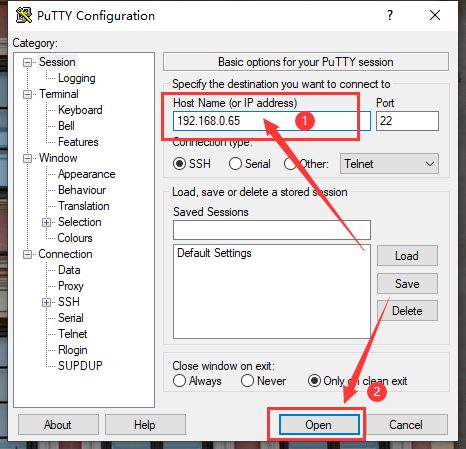 PuTTY Configuration
Category:
Session
Logging
Terminal
Keyboard
Bell
Features
Window
Appearance
Behaviour
Translation
Selection
Colours
Connection
Data
Proxy
SSH
Serial
Telnet
Rlogin
SUPDUP
Basic options for your PuTTY session
Specify the destination you want to connect to
Host Name (or IP address) Port
192.168.0.65 1 22
Connection type:
SSH Serial Other: Telnet
Load, save or delete a stored session
Saved Sessions
Default Settings
Load
Save
Delete
Close window on exit:
Always Never Only on clean exit
2
About Help Open Cancel